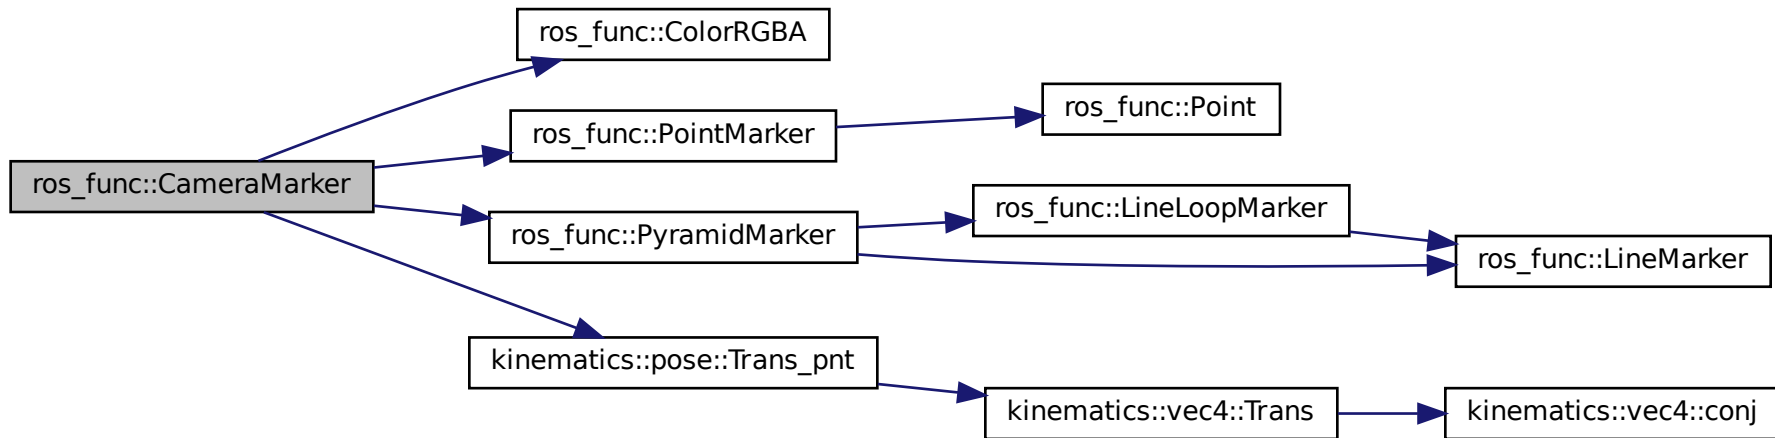 ros_func::ColorRGBA
ros_func::Point
ros_func::PointMarker
ros_func::CameraMarker
ros_func::LineLoopMarker
ros_func::PyramidMarker
ros_func::LineMarker
kinematics::pose::Trans_pnt
kinematics::vec4::Trans
kinematics::vec4::conj